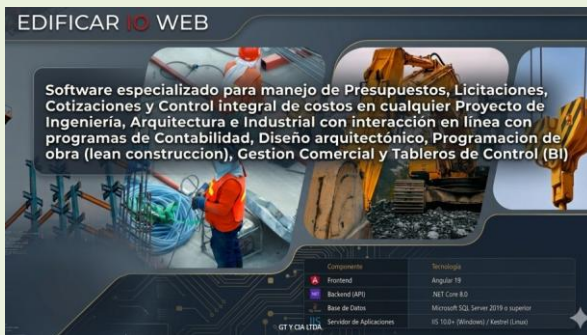 EDIFICAR IO WEB
Software especializado para manejo de Presupuestos, Licitaciones,
Cotizaciones y Control integral de costos en cualquier Proyecto de
Ingeniería, Arquitectura e Industrial con interacción en línea con
programas de Contabilidad, Diseño arquitectónico, Programacion de
obra (lean construccion), Gestion Comercial y Tableros de Control (BI)
Componente Tecnología
Frontend Angular 19
Backend (API) .NET Core 8.0
Base de Datos Microsoft SQL Server 2019 o superior
IIS Servidor de Aplicaciones IIS 10.0+ (Windows) / Kestrel (Linux)
GT Y CIA LTDA.